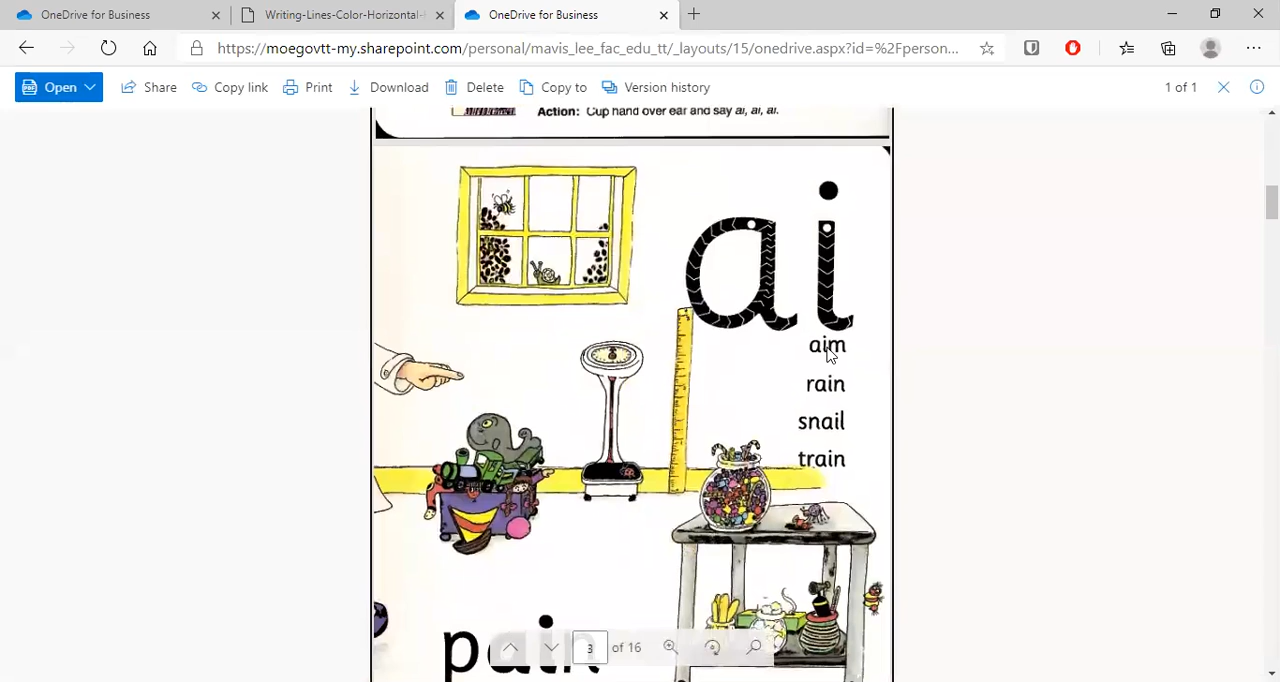 OneDrive for Business
Writing-Lines-Color-Horizontal-
OneDrive for Business
https://moegovtt-my.sharepoint.com/personal/mavis_lee_fac_edu_tt/_layouts/15/onedrive.aspx?id=%2Fperson...
Open Share Copy link Print Download Delete Copy to Version history 1 of 1
Action: Cup hand over ear and say ai, ai, ai.
ai
aim
rain
snail
train
pain
3 of 16